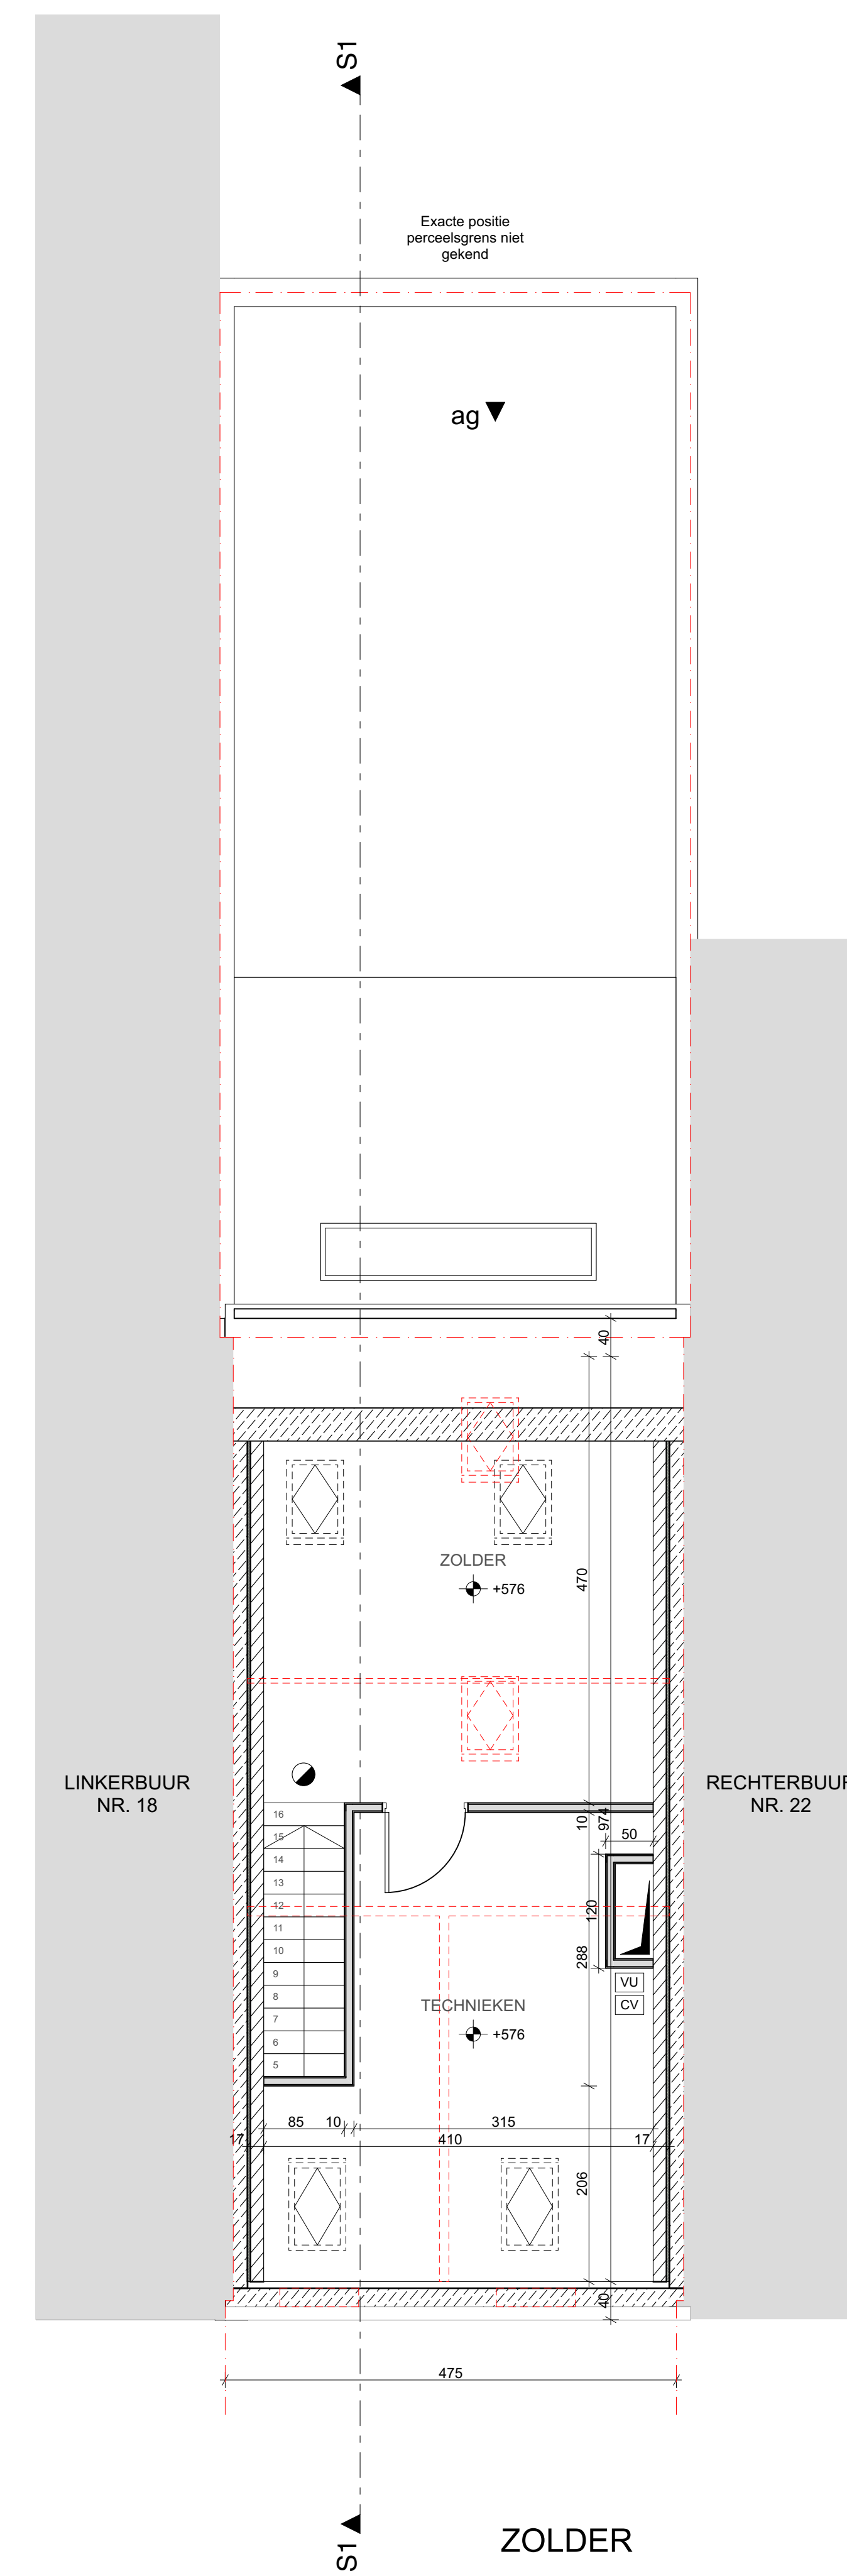 S1
Exacte positie
perceelsgrens niet
gekend
ag
40
470
ZOLDER
+576
LINKERBUUR
NR. 18
RECHTERBUUR
NR. 22
16
15
14
13
12
11
10
9
8
7
6
5
10
974
50
120
288
VU
CV
TECHNIEKEN
+576
85
10
315
17
410
17
206
40
475
S1
ZOLDER